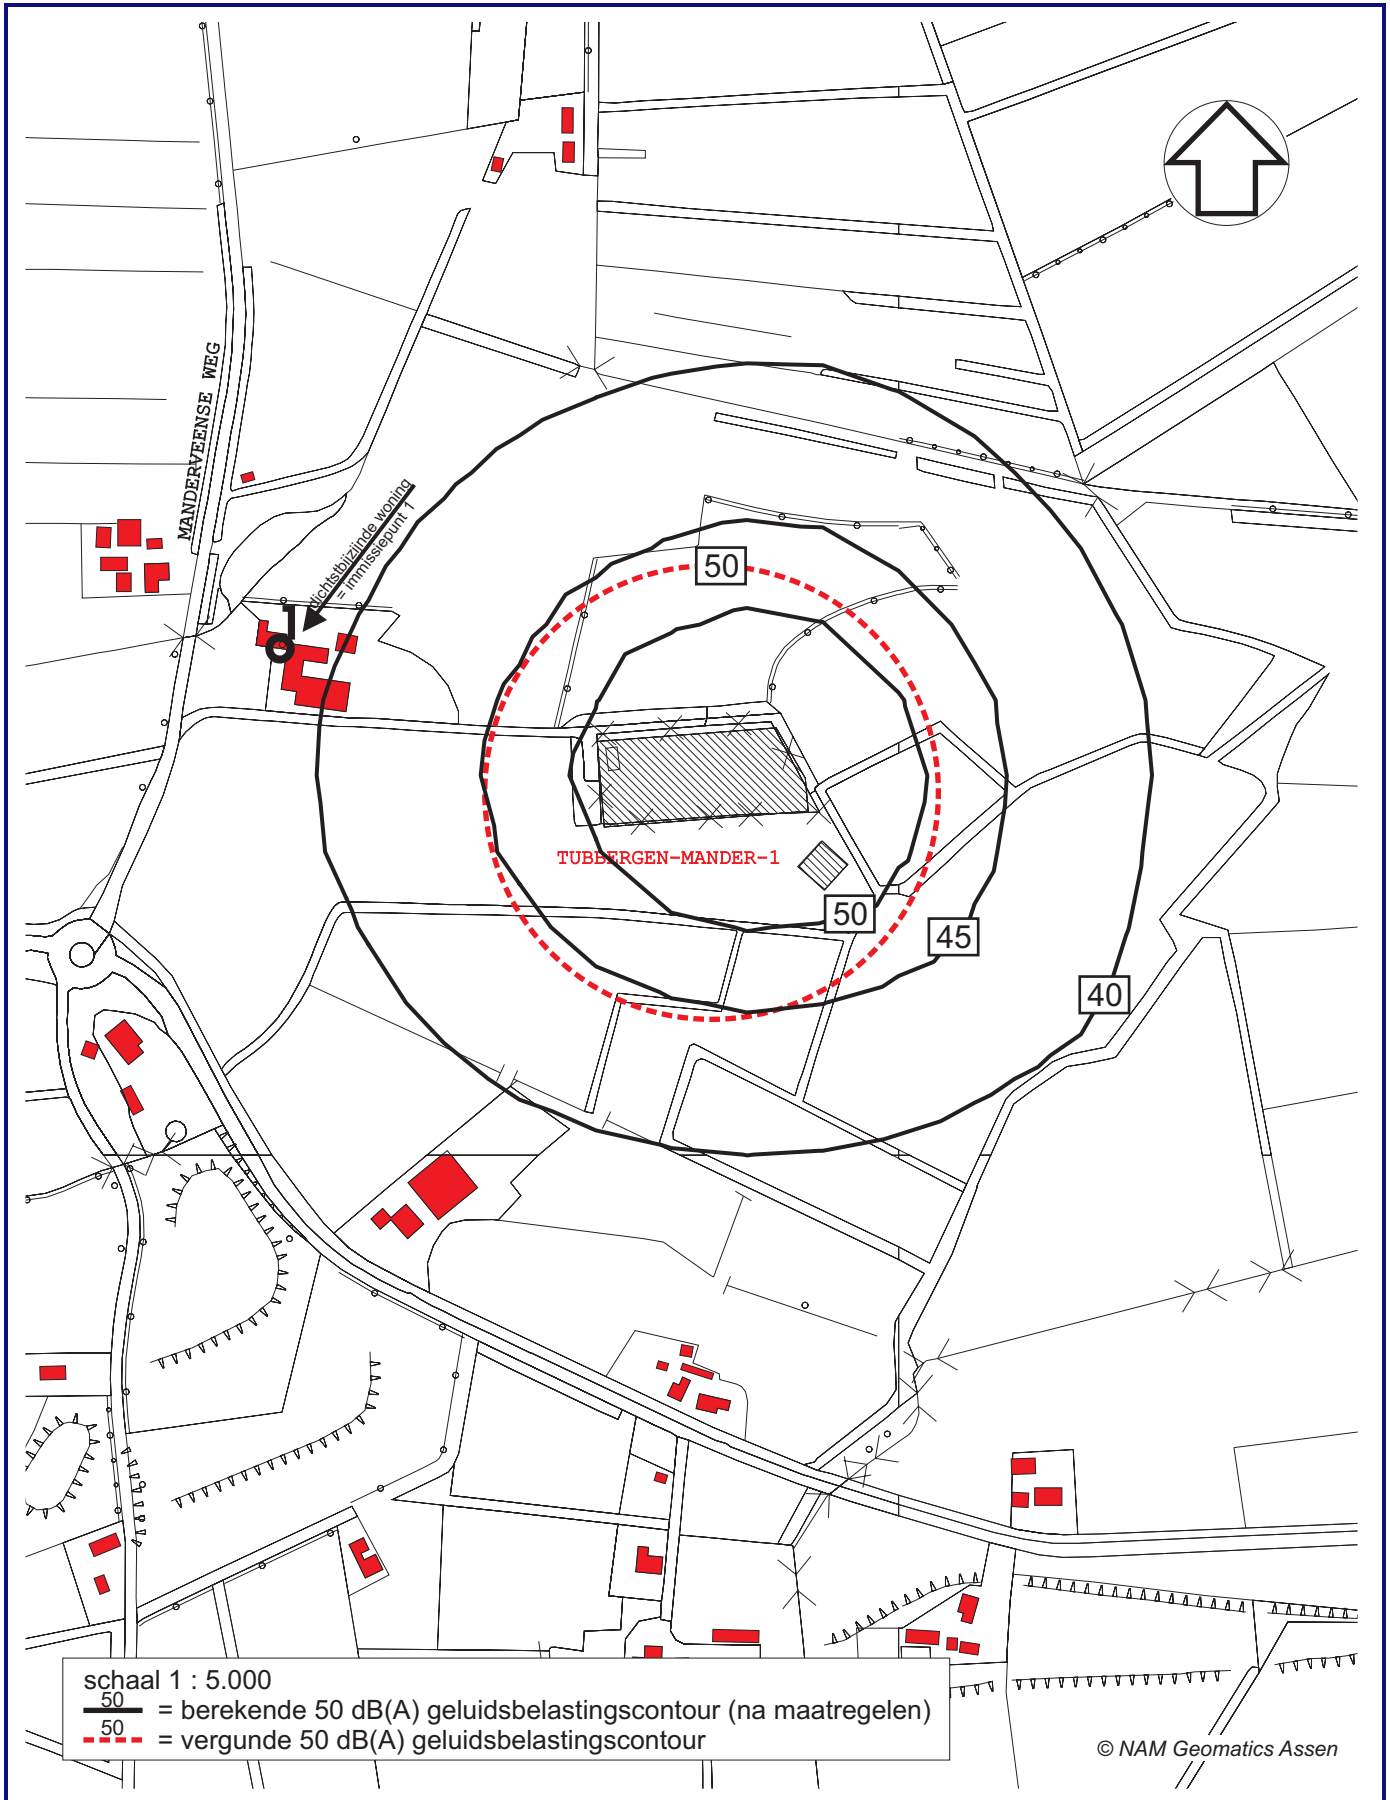 MANDERVEENSE WEG
dichtstbijzijnde woning
= immissiepunt 1
1
50
TUBBERGEN-MANDER-1
50
45
40
schaal 1 : 5.000
50
= berekende 50 dB(A) geluidsbelastingscontour (na maatregelen)
50
= vergunde 50 dB(A) geluidsbelastingscontour
© NAM Geomatics Assen